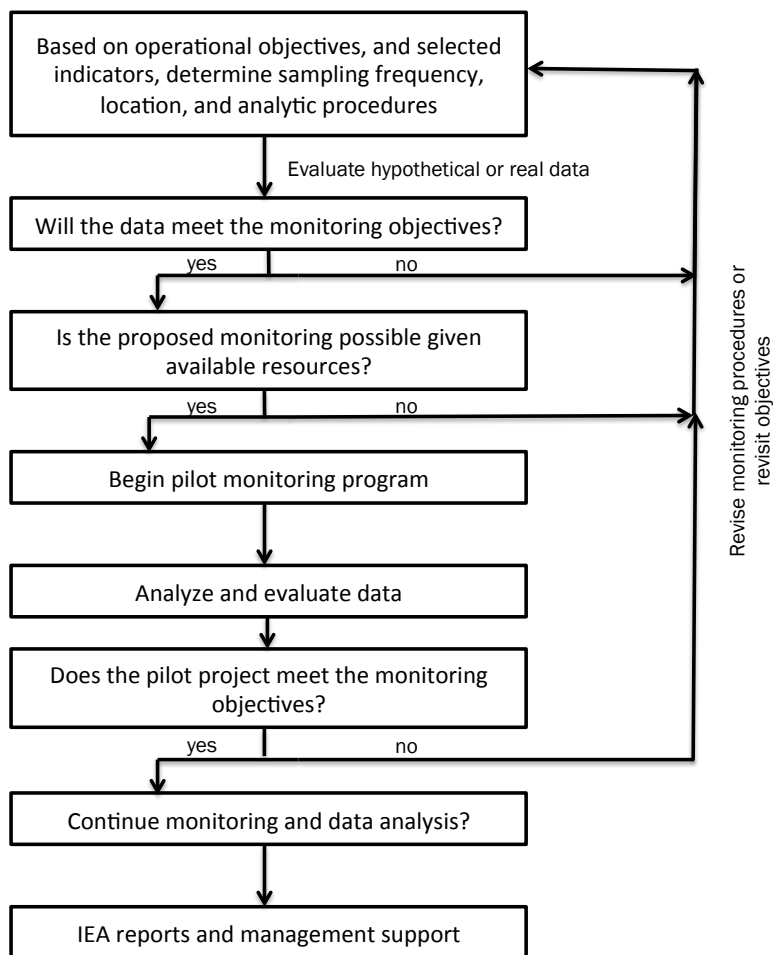 Based on operational objectives, and selected
indicators, determine sampling frequency,
location, and analytic procedures
Evaluate hypothetical or real data
Will the data meet the monitoring objectives?
yes
no
Is the proposed monitoring possible given
available resources?
yes
no
Begin pilot monitoring program
Analyze and evaluate data
Does the pilot project meet the monitoring
objectives?
yes
no
Continue monitoring and data analysis?
IEA reports and management support
Revise monitoring procedures or
revisit objectives